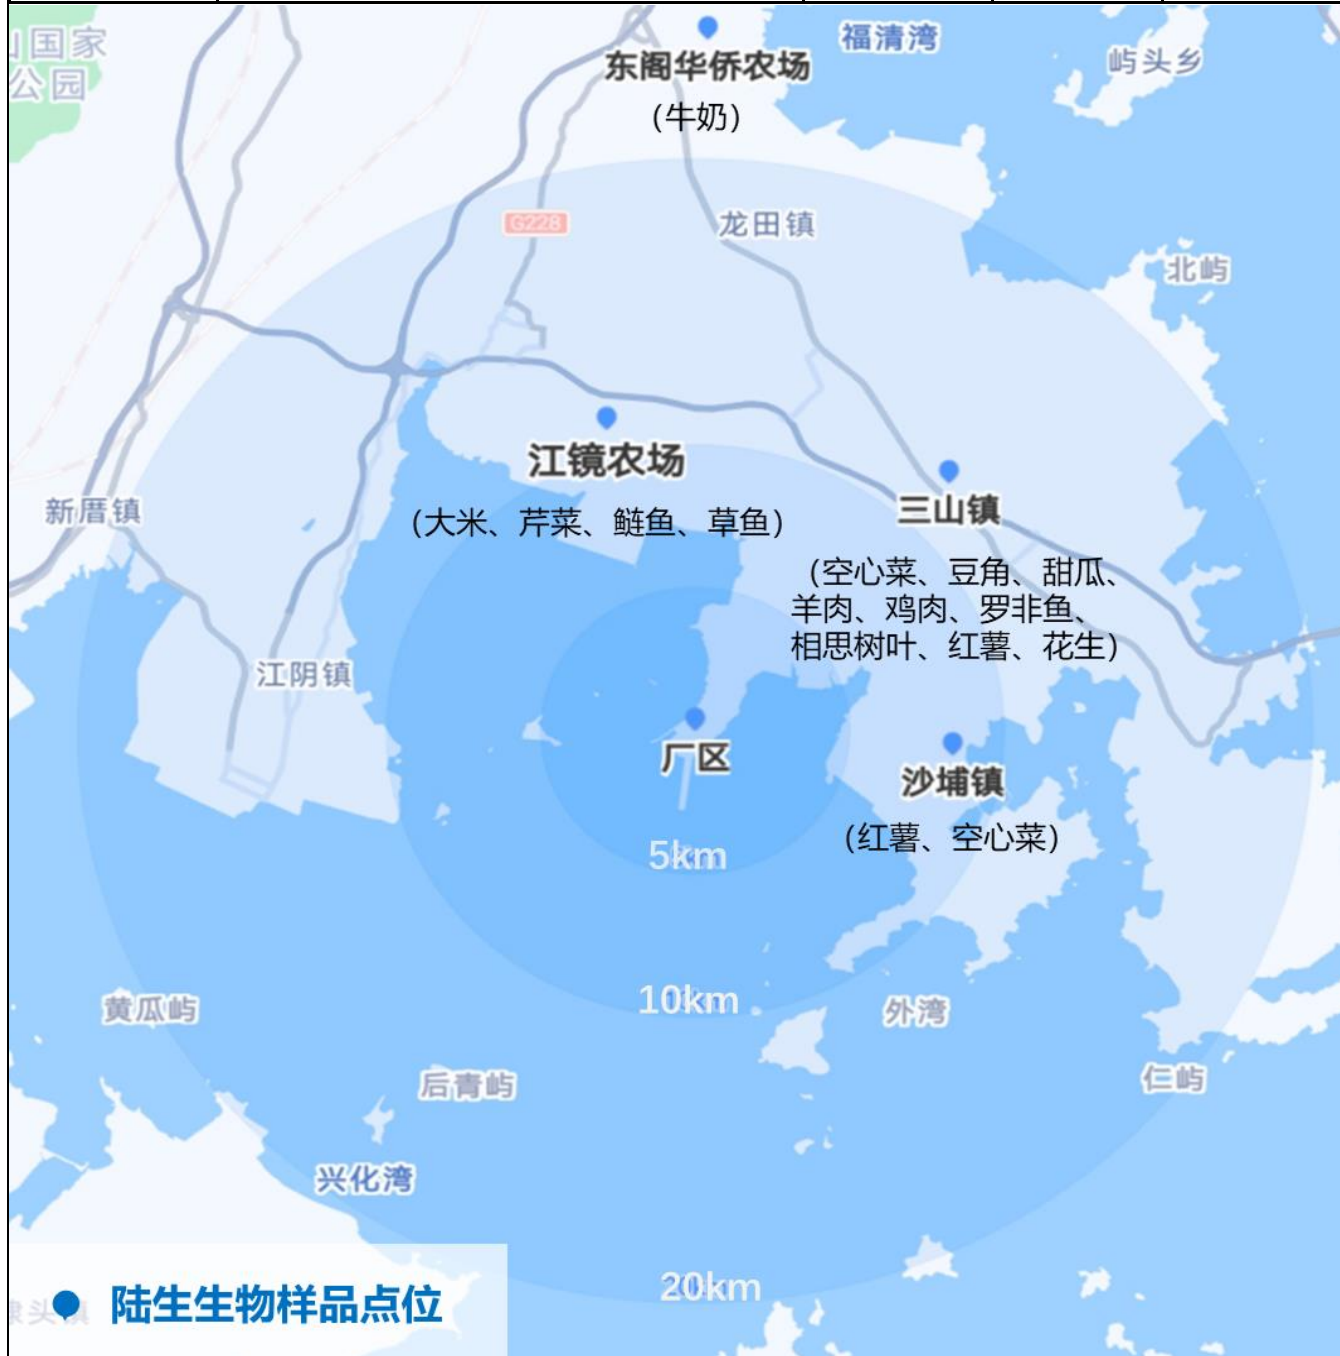 山国家
公园
福清湾
屿头乡
东阁华侨农场
（牛奶）
G228
龙田镇
北屿
江镜农场
（大米、芹菜、鲢鱼、草鱼）
三山镇
（空心菜、豆角、甜瓜、
羊肉、鸡肉、罗非鱼、
相思树叶、红薯、花生）
新厝镇
江阴镇
厂区
沙埔镇
（红薯、空心菜）
5km
10km
黄瓜屿
外湾
后青屿
仁屿
兴化湾
20km
陆生生物样品点位